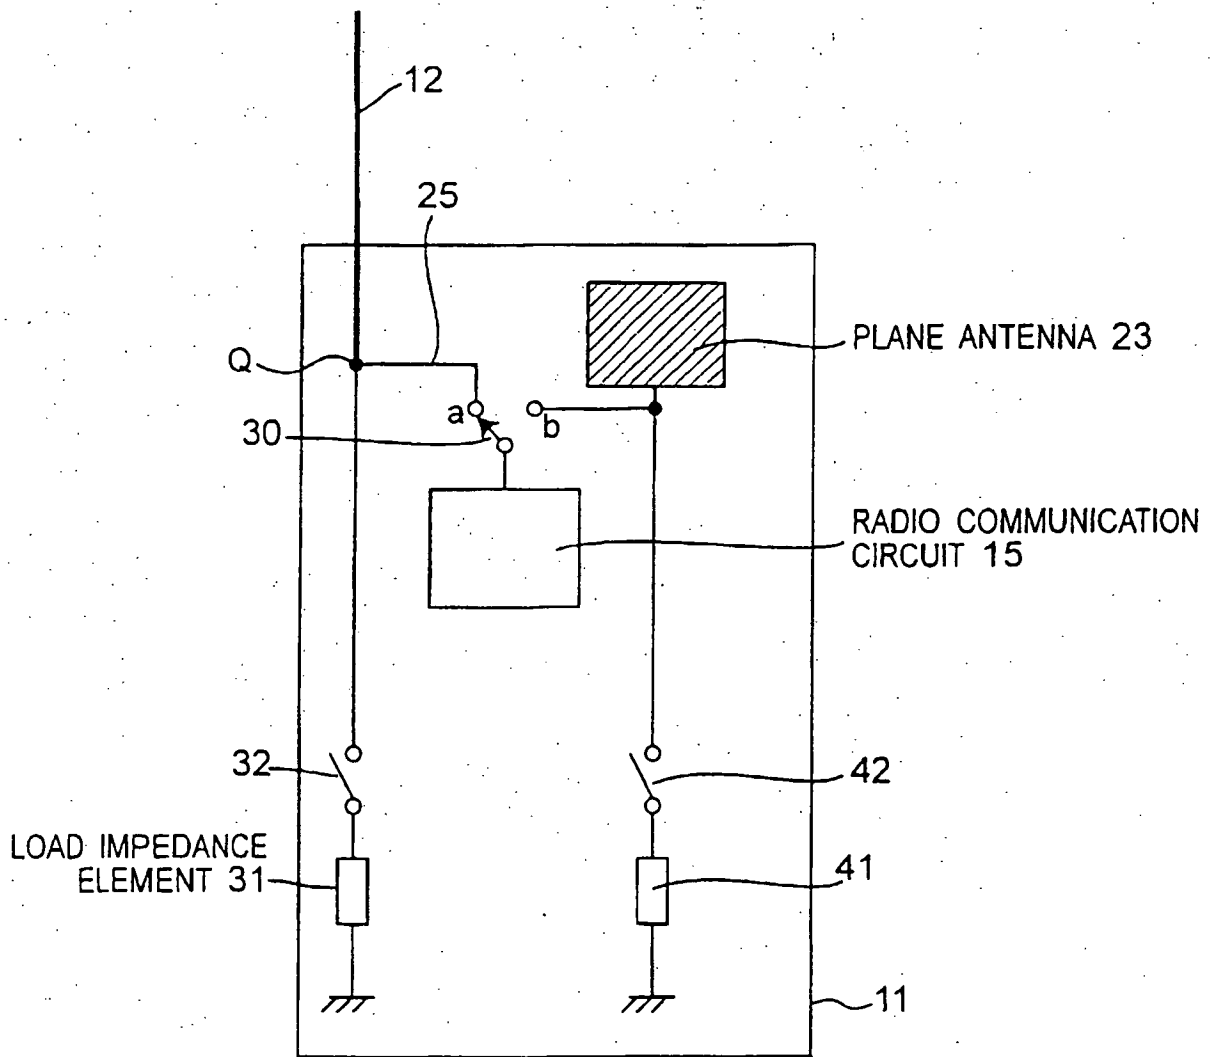 12
25
Q
PLANE ANTENNA 23
a
b
30
RADIO COMMUNICATION
CIRCUIT 15
32
42
LOAD IMPEDANCE
ELEMENT 31
41
11